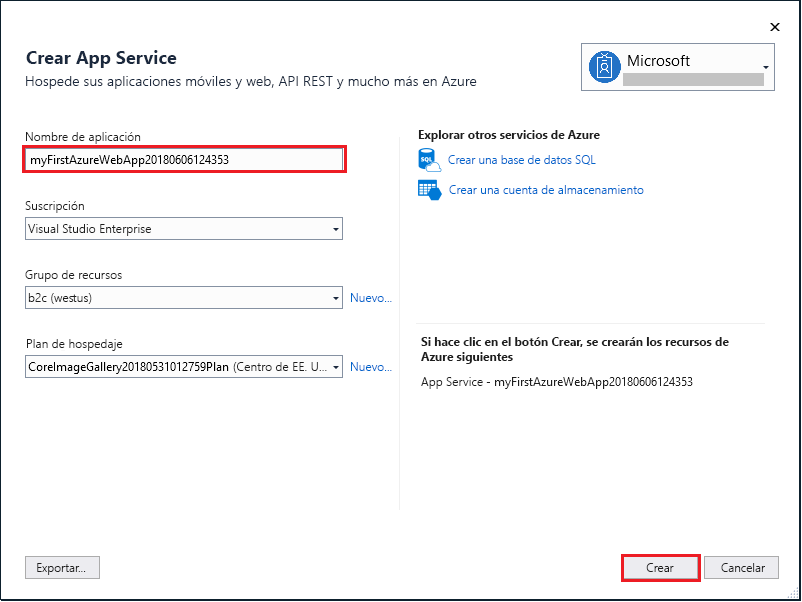 Crear App Service
Hospede sus aplicaciones móviles y web, API REST y mucho más en Azure
Microsoft
Nombre de aplicación
myFirstAzureWebApp20180606124353
Suscripción
Visual Studio Enterprise
Grupo de recursos
b2c (westus)
Nuevo...
Plan de hospedaje
CoreImageGallery20180531012759Plan (Centro de EE. U...
Nuevo...
Explorar otros servicios de Azure
SQL
Crear una base de datos SQL
Crear una cuenta de almacenamiento
Si hace clic en el botón Crear, se crearán los recursos de
Azure siguientes
App Service - myFirstAzureWebApp20180606124353
Exportar...
Crear
Cancelar